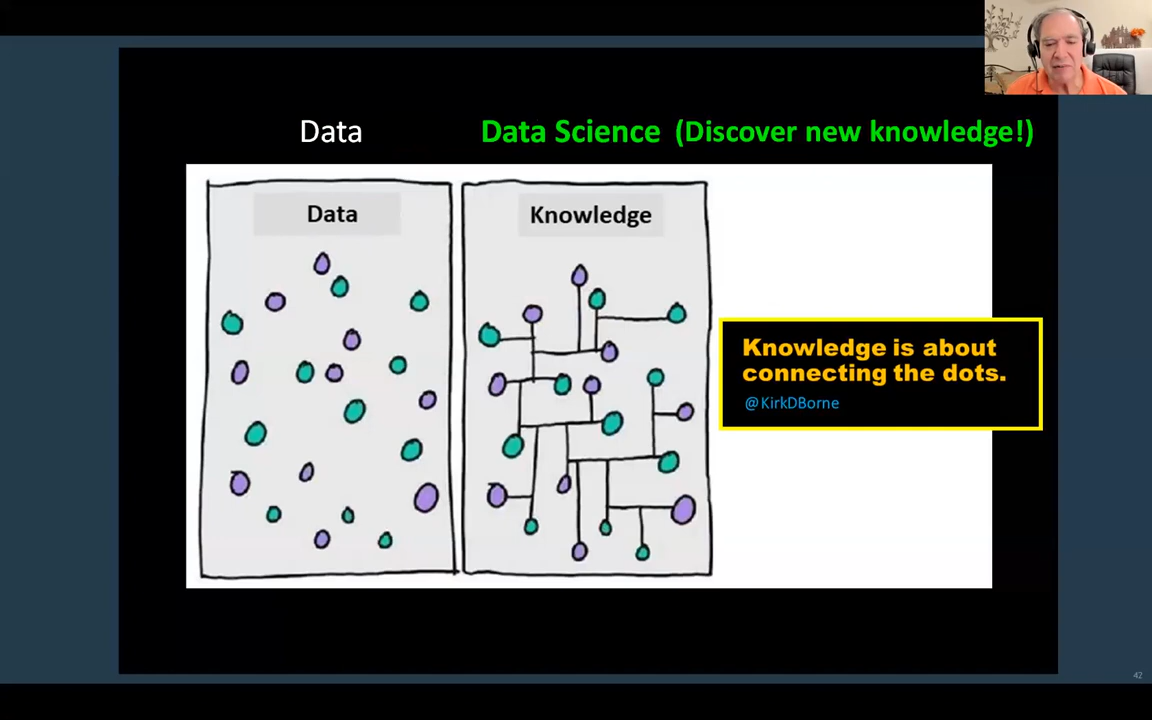 Data
Data Science (Discover new knowledge!)
Data
Knowledge
Knowledge is about
connecting the dots.
@KirkDBorne
42